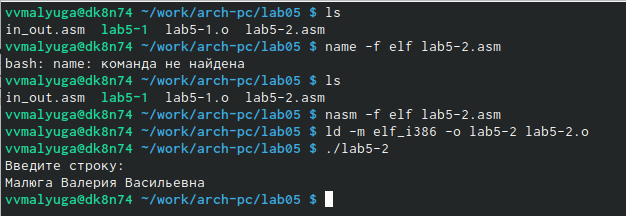 vvmalyuga@dk8n74 ~/work/arch-pc/lab05 $ ls
in_out.asm lab5-1 lab5-1.o lab5-2.asm
vvmalyuga@dk8n74 ~/work/arch-pc/lab05 $ name -f elf lab5-2.asm
bash: name: команда не найдена
vvmalyuga@dk8n74 ~/work/arch-pc/lab05 $ ls
in_out.asm lab5-1 lab5-1.o lab5-2.asm
vvmalyuga@dk8n74 ~/work/arch-pc/lab05 $ nasm -f elf lab5-2.asm
vvmalyuga@dk8n74 ~/work/arch-pc/lab05 $ ld -m elf_i386 -o lab5-2 lab5-2.o
vvmalyuga@dk8n74 ~/work/arch-pc/lab05 $ ./lab5-2
Введите строку:
Малюга Валерия Васильевна
vvmalyuga@dk8n74 ~/work/arch-pc/lab05 $